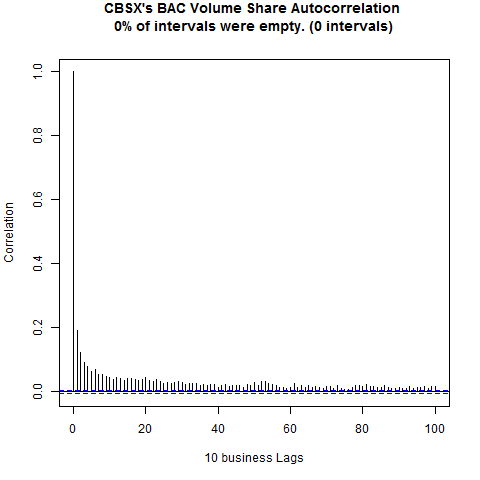 CBSX's BAC Volume Share Autocorrelation
0% of intervals were empty. (0 intervals)
Correlation
1.0
0.8
0.6
0.4
0.2
0.0
0 20 40 60 80 100
10 business Lags